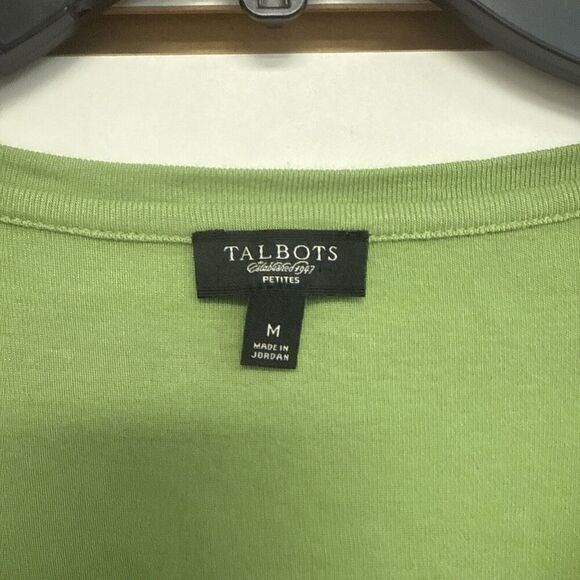 TALBOTS
Established 1947
PETITES
M
MADE IN
JORDAN